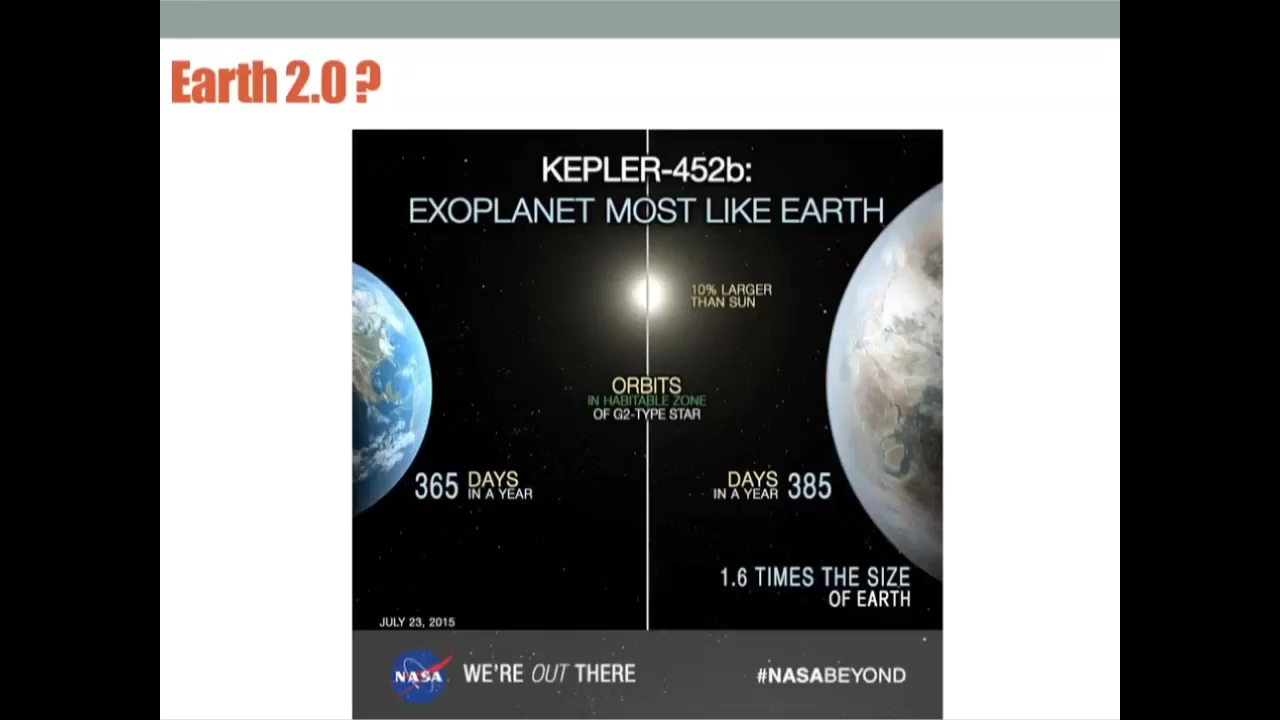 Earth 2.0 ?
KEPLER-452b:
EXOPLANET MOST LIKE EARTH
10% LARGER
THAN SUN
ORBITS
IN HABITABLE ZONE
OF G2-TYPE STAR
365 DAYS
IN A YEAR
DAYS 385
IN A YEAR
1.6 TIMES THE SIZE
OF EARTH
JULY 23, 2015
NASA WE'RE OUT THERE #NASABEYOND